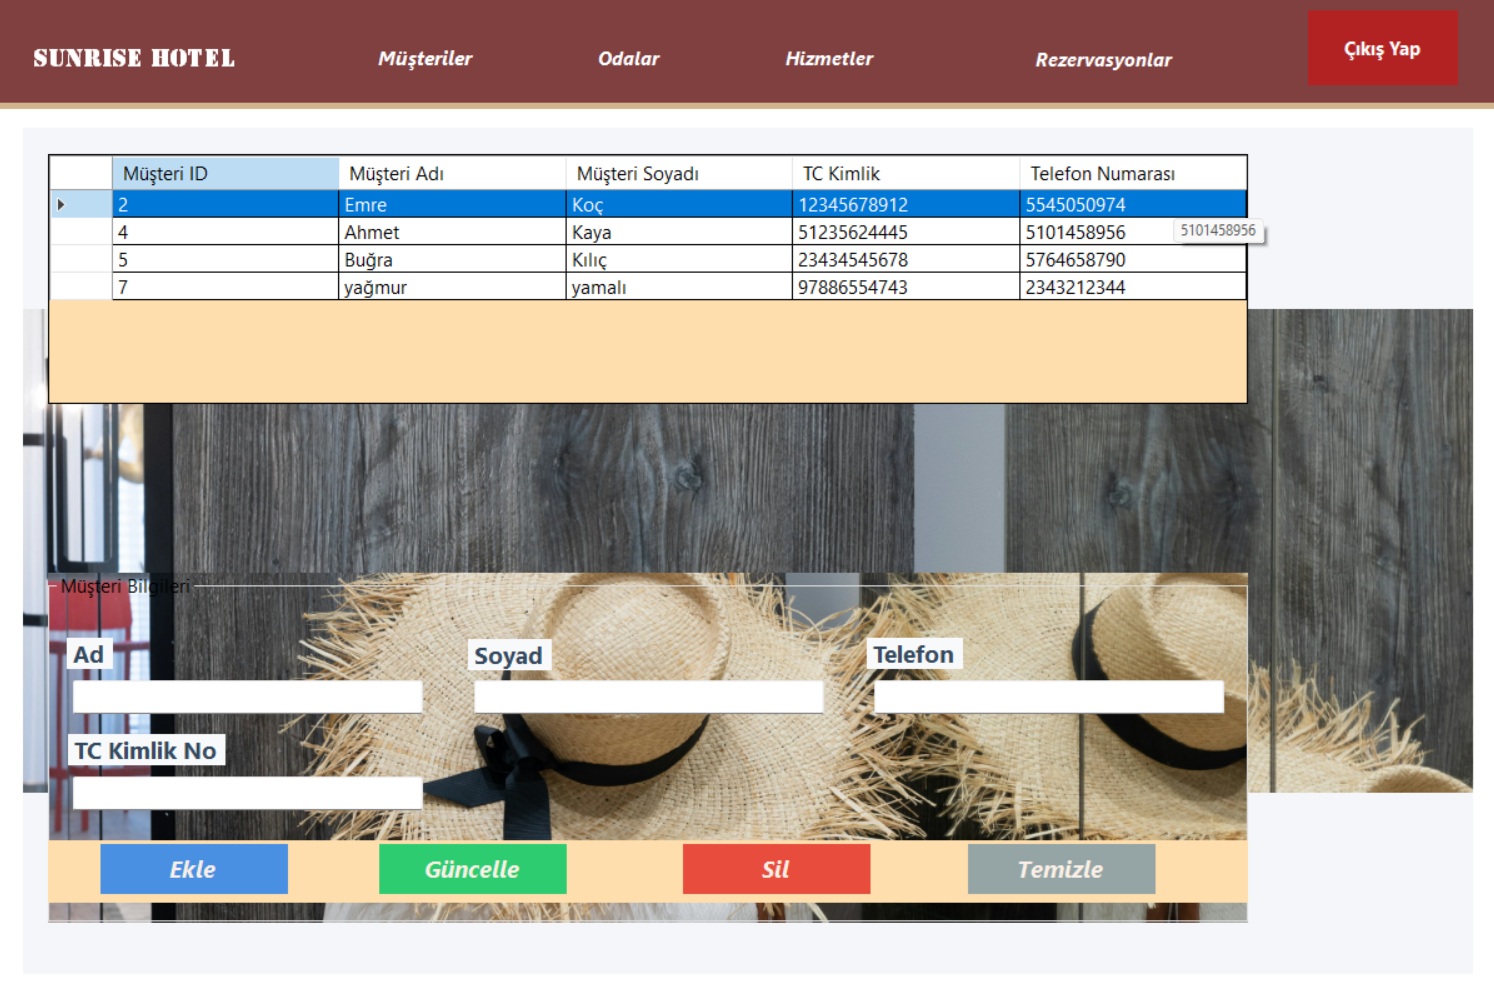 SUNRISE HOTEL Müşteriler Odalar Hizmetler Rezervasyonlar Çıkış Yap
Müşteri ID Müşteri Adı Müşteri Soyadı TC Kimlik Telefon Numarası
2 Emre Koç 12345678912 5545050974
4 Ahmet Kaya 51235624445 5101458956 5101458956
5 Buğra Kılıç 23434545678 5764658790
7 yağmur yamalı 97886554743 2343212344
Müşteri Bilgileri
Ad Soyad Telefon
TC Kimlik No
Ekle Güncelle Sil Temizle